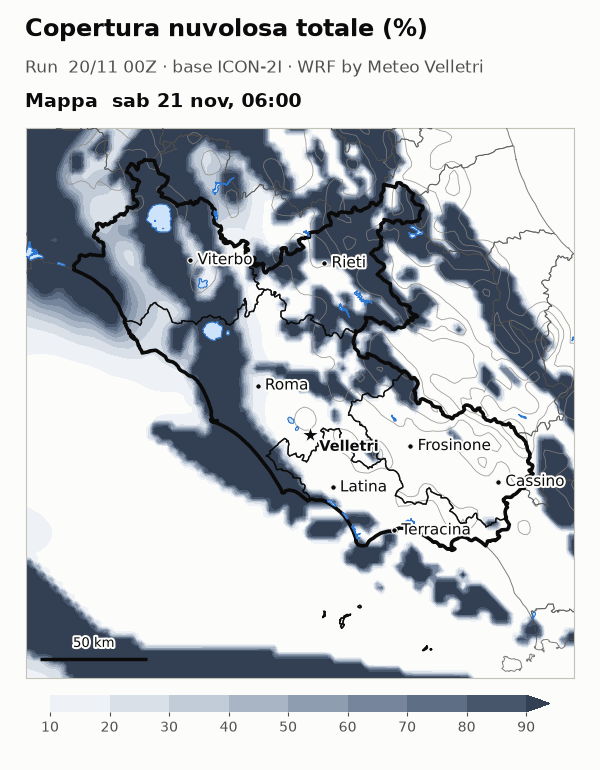 Copertura nuvolosa totale (%)
Run  20/11 00Z · base ICON-2I · WRF by Meteo Velletri
Mappa  sab 21 nov, 06:00
Viterbo
Rieti
Roma
Velletri
Frosinone
Cassino
Latina
Terracina
50 km
10 20 30 40 50 60 70 80 90